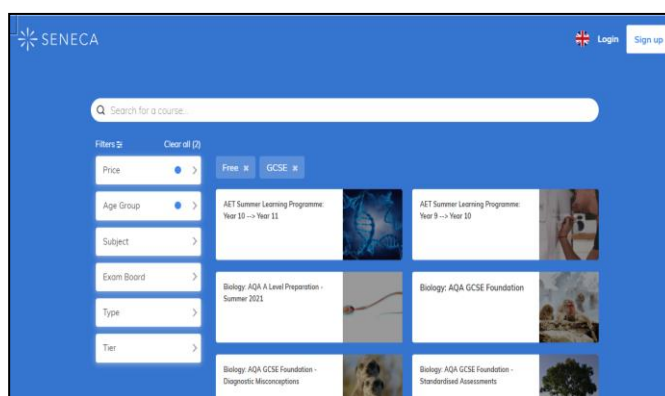 SENECA
Login
Sign up
Search for a course...
Filters
Clear all (2)
Price
Free ×
GCSE ×
Age Group
AET Summer Learning Programme:
Year 10 --> Year 11
AET Summer Learning Programme:
Year 9 --> Year 10
Subject
Exam Board
Biology: AQA A Level Preparation -
Summer 2021
Biology: AQA GCSE Foundation
Type
Tier
Biology: AQA GCSE Foundation -
Diagnostic Misconceptions
Biology: AQA GCSE Foundation -
Standardised Assessments